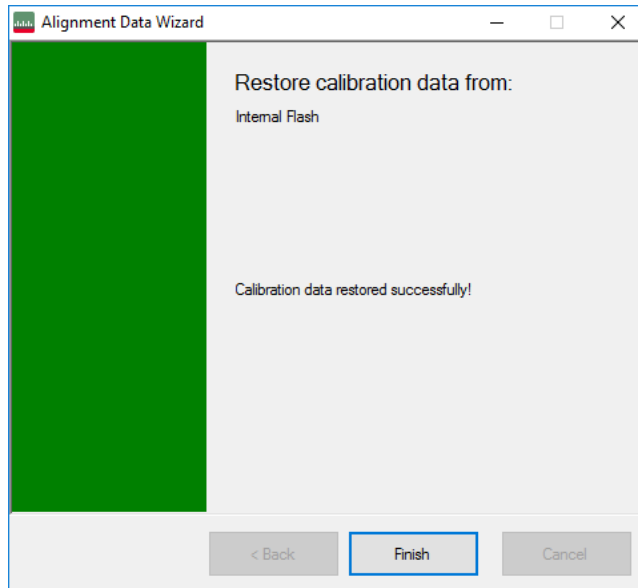 Alignment Data Wizard
Restore calibration data from:
Internal Flash
Calibration data restored successfully!
< Back
Finish
Cancel